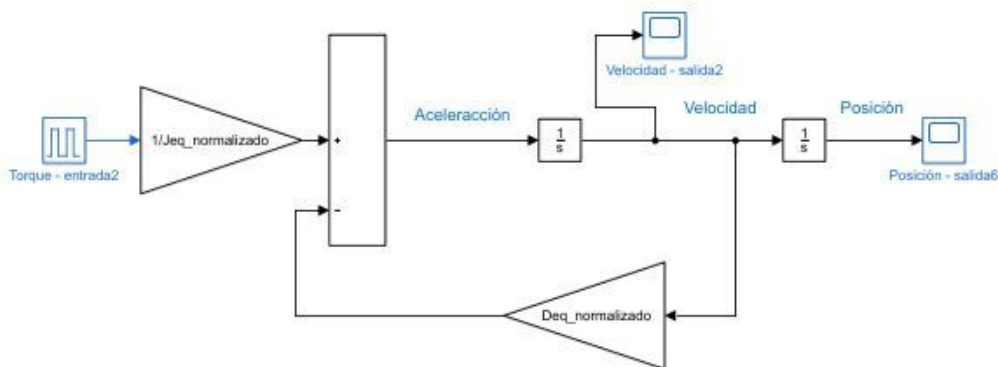 Velocidad - salida2
Aceleracción
Velocidad
Posición
1/Jeq_normalizado
+
1
s
1
s
Torque - entrada2
Posición - salida6
-
Deq_normalizado